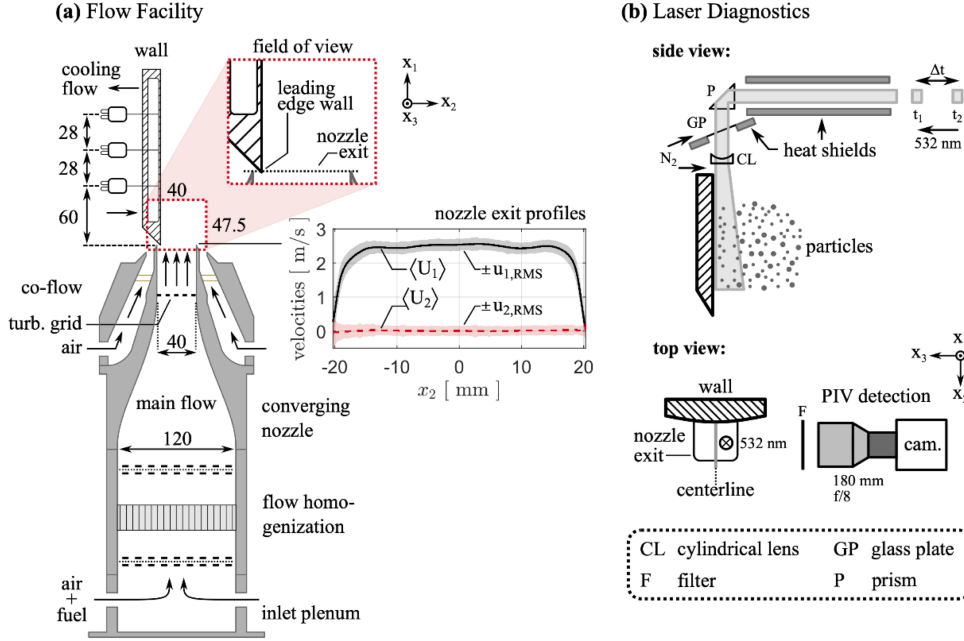 (a) Flow Facility
wall
cooling
flow
28
28
60
40
47.5
field of view
leading
edge wall
nozzle
exit
x₁
x₂
x₃
co-flow
turb. grid
air
40
main flow
120
converging
nozzle
flow homo-
genization
air
+
fuel
inlet plenum
nozzle exit profiles
velocities [ m/s ]
3
2
1
0
⟨U₁⟩
±u₁,RMS
⟨U₂⟩
±u₂,RMS
-20
-10
0
10
20
x₂ [ mm ]
(b) Laser Diagnostics
side view:
P
Δt
t₁
t₂
532 nm
GP
heat shields
N₂
CL
particles
top view:
x₃
x
x
wall
nozzle
exit
532 nm
centerline
PIV detection
F
cam.
180 mm
f/8
CL cylindrical lens
GP glass plate
F filter
P prism